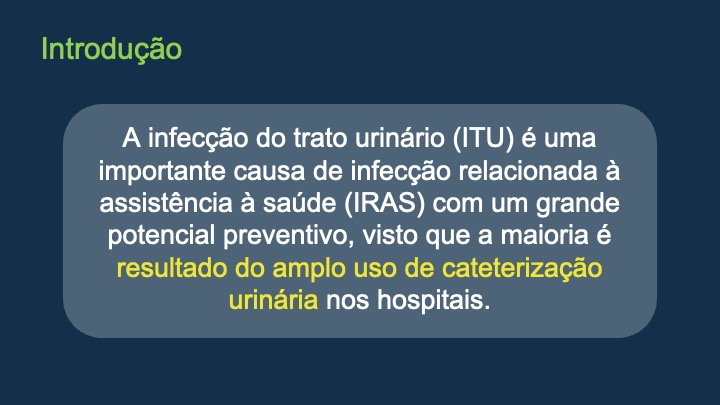 Introdução
A infecção do trato urinário (ITU) é uma
importante causa de infecção relacionada à
assistência à saúde (IRAS) com um grande
potencial preventivo, visto que a maioria é
resultado do amplo uso de cateterização
urinária nos hospitais.